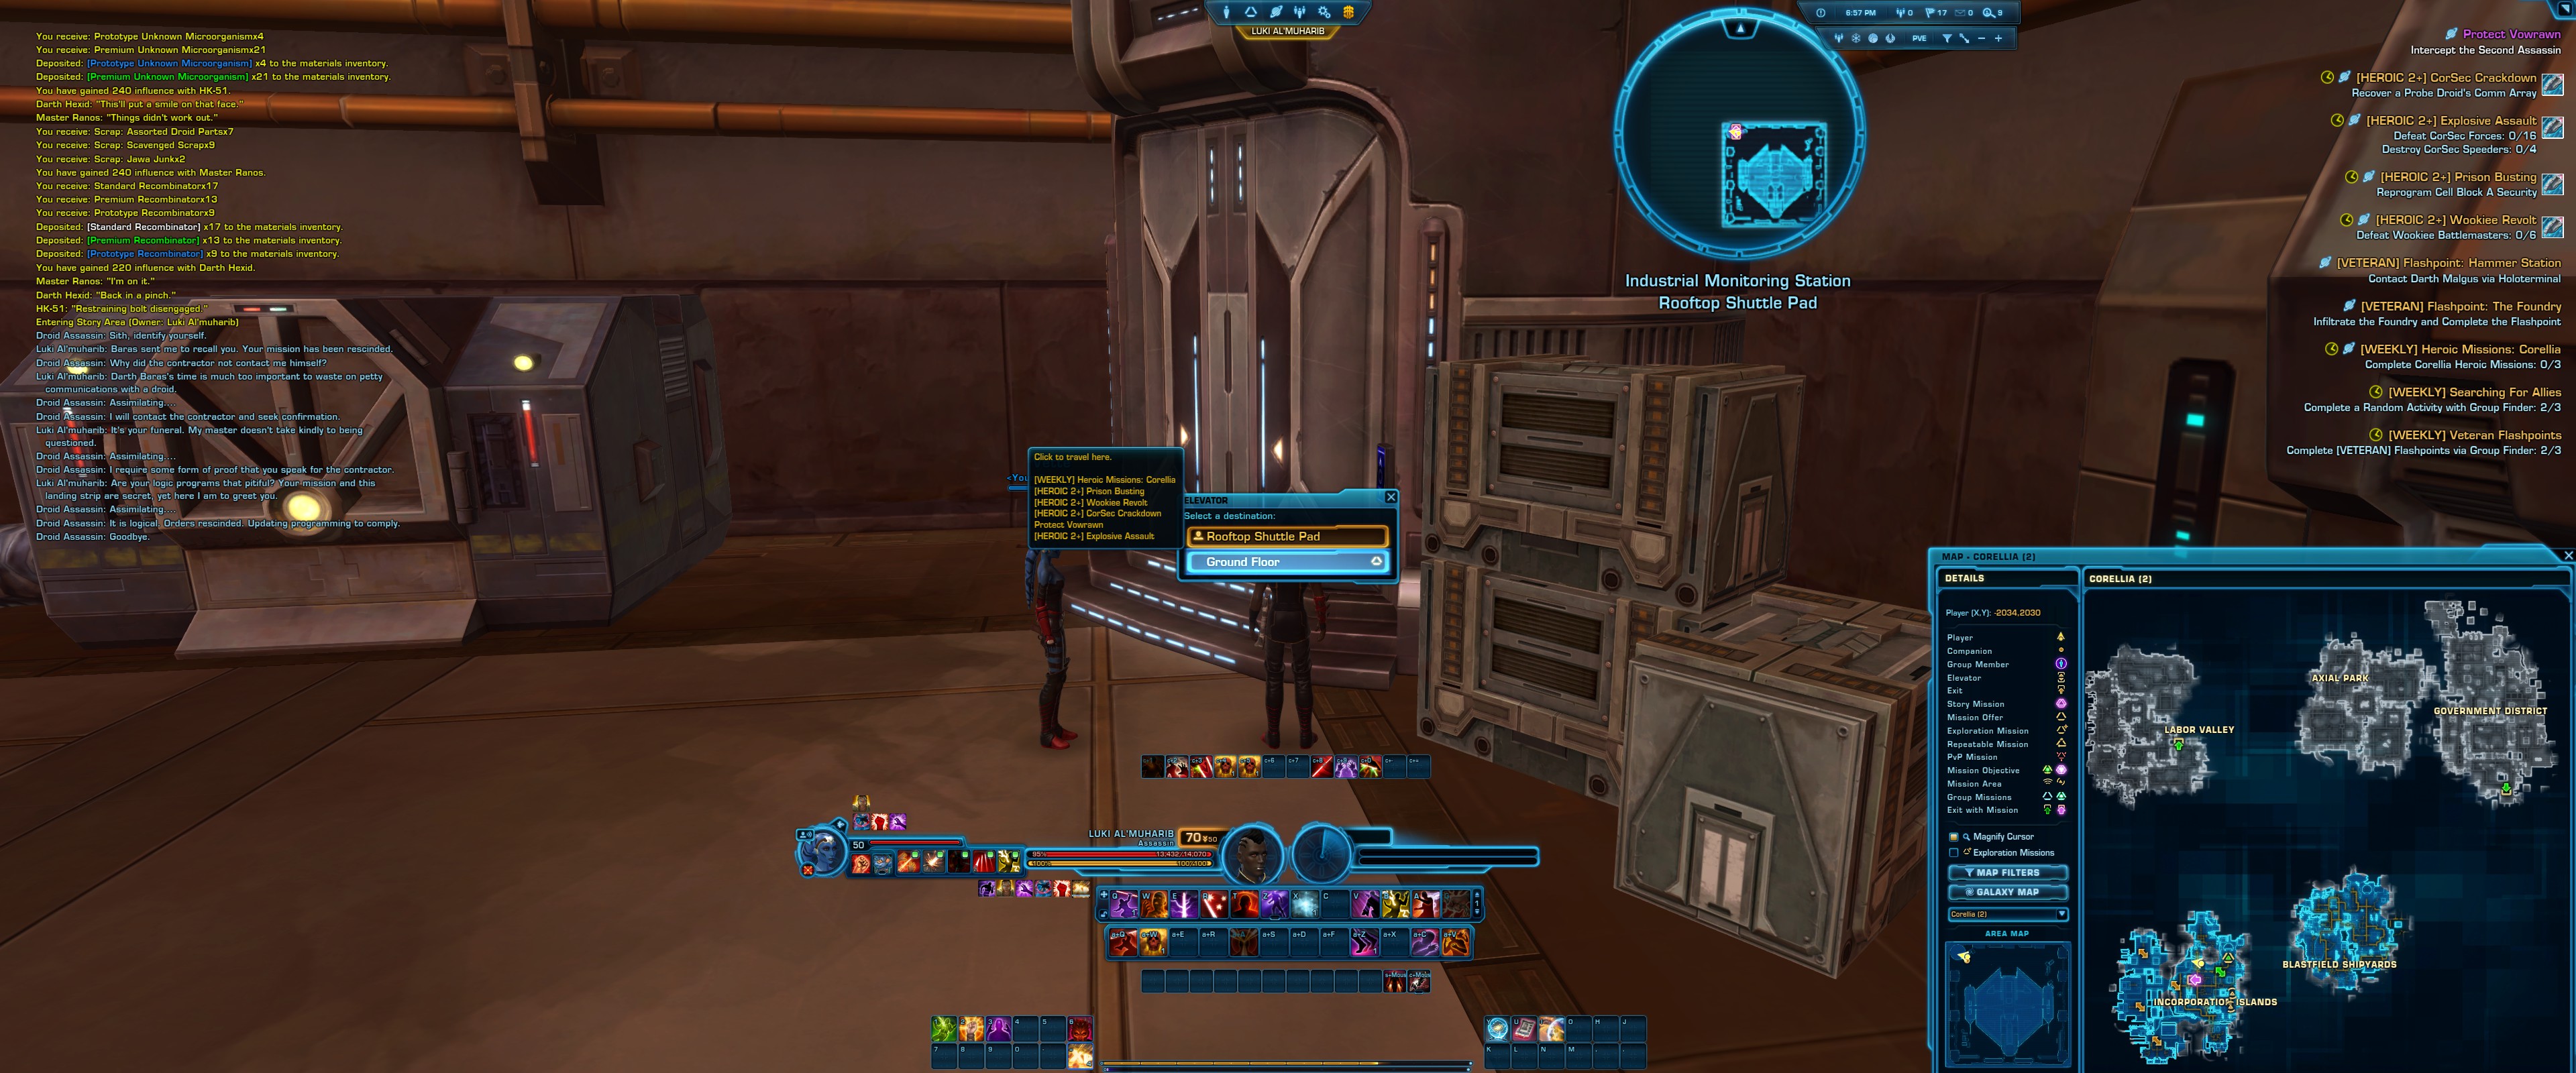 You receive: Prototype Unknown Microorganismx4
You receive: Premium Unknown Microorganismx21
Deposited: [Prototype Unknown Microorganism] x4 to the materials inventory.
Deposited: [Premium Unknown Microorganism] x21 to the materials inventory.
You have gained 240 influence with HK-51.
Darth Hexid: "This'll put a smile on that face."
Master Ranos: "Things didn't work out."
You receive: Scrap: Assorted Droid Partsx7
You receive: Scrap: Scavenged Scrapx9
You receive: Scrap: Jawa Junkx2
You have gained 240 influence with Master Ranos.
You receive: Standard Recombinatorx17
You receive: Premium Recombinatorx13
You receive: Prototype Recombinatorx9
Deposited: [Standard Recombinator] x17 to the materials inventory.
Deposited: [Premium Recombinator] x13 to the materials inventory.
Deposited: [Prototype Recombinator] x9 to the materials inventory.
You have gained 220 influence with Darth Hexid.
Master Ranos: "I'm on it."
Darth Hexid: "Back in a pinch."
HK-51: "Restraining bolt disengaged."
Entering Story Area (Owner: Luki Al'muharib)
Droid Assassin: Sith, identify yourself.
Luki Al'muharib: Baras sent me to recall you. Your mission has been rescinded.
Droid Assassin: Why did the contractor not contact me himself?
Luki Al'muharib: Darth Baras's time is much too important to waste on petty
communications with a droid.
Droid Assassin: Assimilating....
Droid Assassin: I will contact the contractor and seek confirmation.
Luki Al'muharib: It's your funeral. My master doesn't take kindly to being
questioned.
Droid Assassin: Assimilating....
Droid Assassin: I require some form of proof that you speak for the contractor.
Luki Al'muharib: Are your logic programs that pitiful? Your mission and this
landing strip are secret, yet here I am to greet you.
Droid Assassin: Assimilating....
Droid Assassin: It is logical. Orders rescinded. Updating programming to comply.
Droid Assassin: Goodbye.
LUKI AL'MUHARIB
6:57 PM 0 17 0 9
PVE
Industrial Monitoring Station
Rooftop Shuttle Pad
Protect Vowrawn
Intercept the Second Assassin
[HEROIC 2+] CorSec Crackdown
Recover a Probe Droid's Comm Array
[HEROIC 2+] Explosive Assault
Defeat CorSec Forces: 0/16
Destroy CorSec Speeders: 0/4
[HEROIC 2+] Prison Busting
Reprogram Cell Block A Security
[HEROIC 2+] Wookiee Revolt
Defeat Wookiee Battlemasters: 0/6
[VETERAN] Flashpoint: Hammer Station
Contact Darth Malgus via Holoterminal
[VETERAN] Flashpoint: The Foundry
Infiltrate the Foundry and Complete the Flashpoint
[WEEKLY] Heroic Missions: Corellia
Complete Corellia Heroic Missions: 0/3
[WEEKLY] Searching For Allies
Complete a Random Activity with Group Finder: 2/3
[WEEKLY] Veteran Flashpoints
Complete [VETERAN] Flashpoints via Group Finder: 2/3
Click to travel here.
[WEEKLY] Heroic Missions: Corellia
[HEROIC 2+] Prison Busting
[HEROIC 2+] Wookiee Revolt
[HEROIC 2+] CorSec Crackdown
Protect Vowrawn
[HEROIC 2+] Explosive Assault
<You
ELEVATOR
Select a destination:
Rooftop Shuttle Pad
Ground Floor
MAP - CORELLIA (2)
DETAILS
Player (X,Y): -2034,2030
Player
Companion
Group Member
Elevator
Exit
Story Mission
Mission Offer
Exploration Mission
Repeatable Mission
PvP Mission
Mission Objective
Mission Area
Group Missions
Exit with Mission
Magnify Cursor
Exploration Missions
MAP FILTERS
GALAXY MAP
Corellia (2)
AREA MAP
CORELLIA (2)
AXIAL PARK
GOVERNMENT DISTRICT
LABOR VALLEY
BLASTFIELD SHIPYARDS
INCORPORATION ISLANDS
50
LUKI AL'MUHARIB
Assassin
70 50
95% 13,432/14,070
100% 100/100
c+6 c+7
Q W E R Z X C V
a+Q a+W a+E a+R a+S a+D a+F a+Z a+X a+C a+V
3 4 5 6
7 8 9 0
U O H J
K L N M